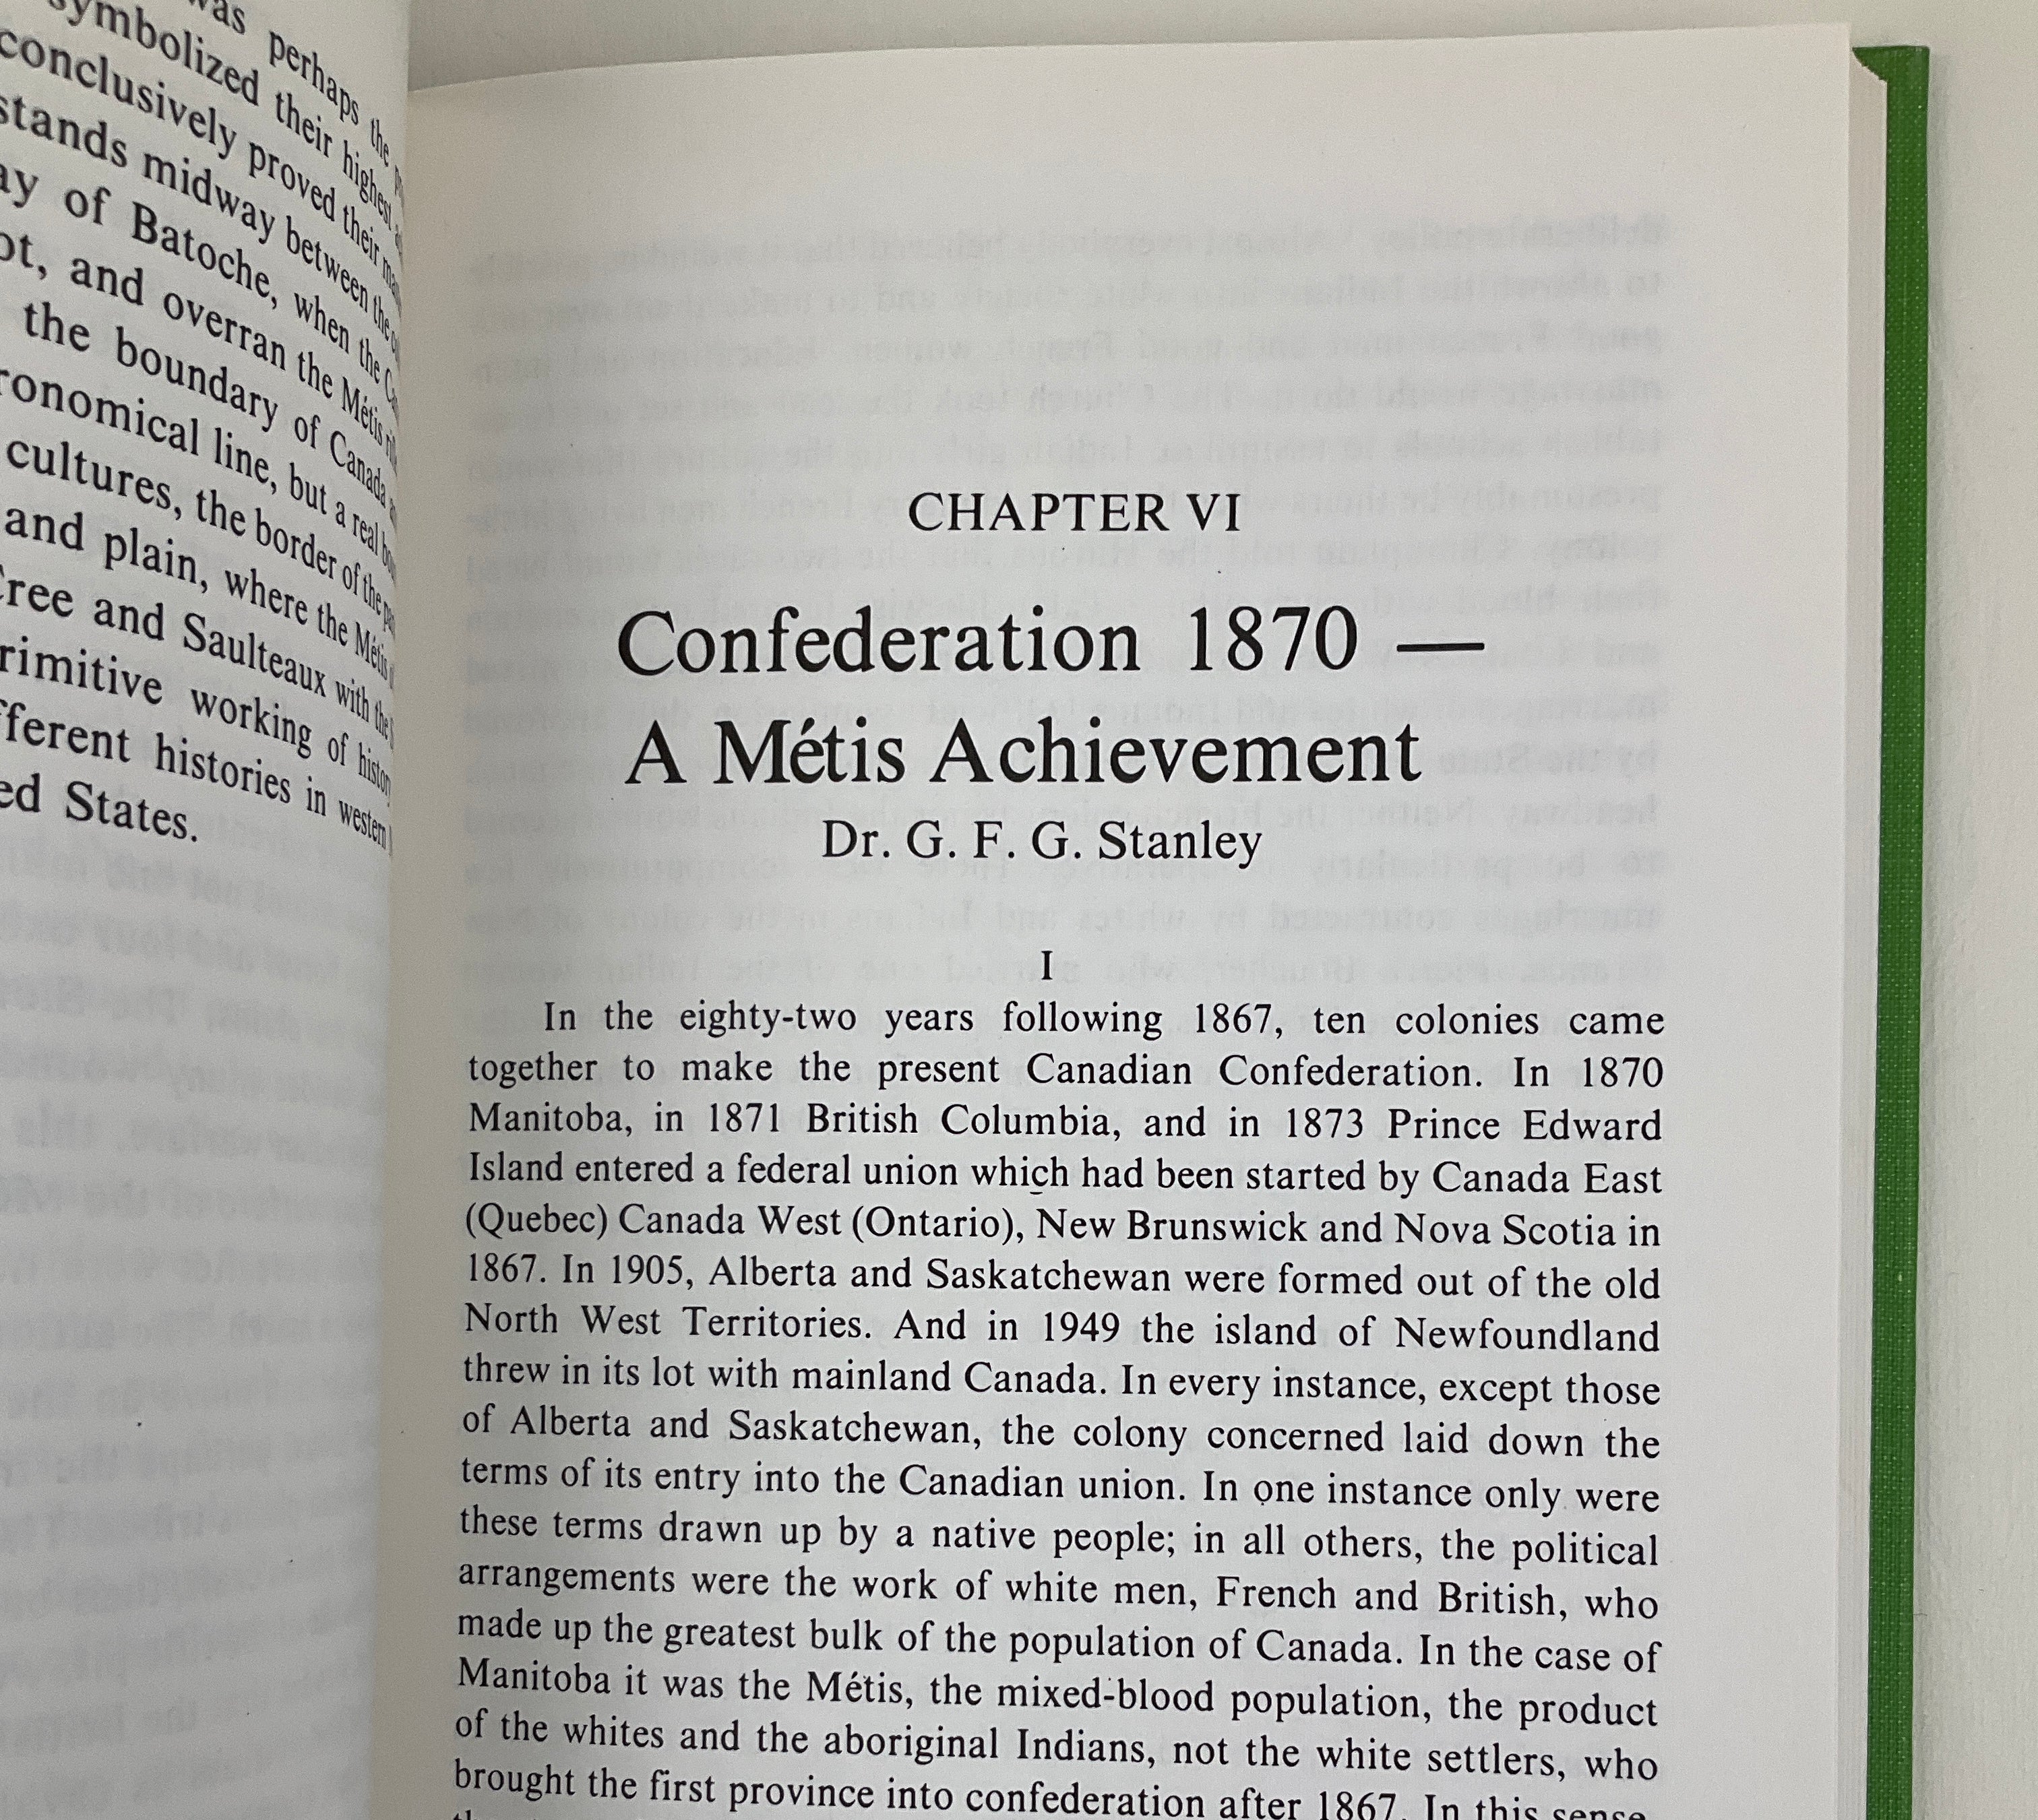 was perhaps the
symbolized their highest
conclusively proved their
stands midway between the
of Batoche, when the
and overran the Métis
the boundary of Canada
line, but a real
cultures, the border of the
and plain, where the Métis
Cree and Saulteaux with the
working of
histories in western
States.
CHAPTER VI
Confederation 1870 —
A Métis Achievement
Dr. G. F. G. Stanley
I
In the eighty-two years following 1867, ten colonies came
together to make the present Canadian Confederation. In 1870
Manitoba, in 1871 British Columbia, and in 1873 Prince Edward
Island entered a federal union which had been started by Canada East
(Quebec) Canada West (Ontario), New Brunswick and Nova Scotia in
1867. In 1905, Alberta and Saskatchewan were formed out of the old
North West Territories. And in 1949 the island of Newfoundland
threw in its lot with mainland Canada. In every instance, except those
of Alberta and Saskatchewan, the colony concerned laid down the
terms of its entry into the Canadian union. In one instance only were
these terms drawn up by a native people; in all others, the political
arrangements were the work of white men, French and British, who
made up the greatest bulk of the population of Canada. In the case of
Manitoba it was the Métis, the mixed-blood population, the product
of the whites and the aboriginal Indians, not the white settlers, who
brought the first province into confederation after 1867. In this sense